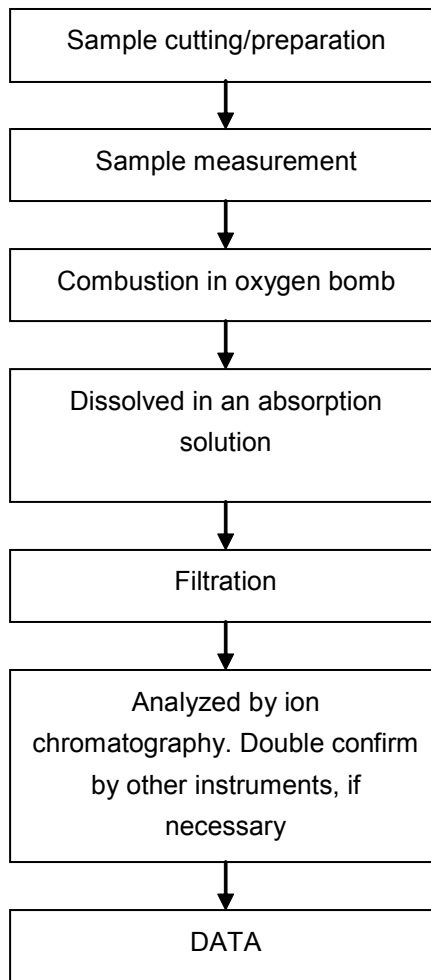 Sample cutting/preparation
Sample measurement
Combustion in oxygen bomb
Dissolved in an absorption
solution
Filtration
Analyzed by ion
chromatography. Double confirm
by other instruments, if
necessary
DATA